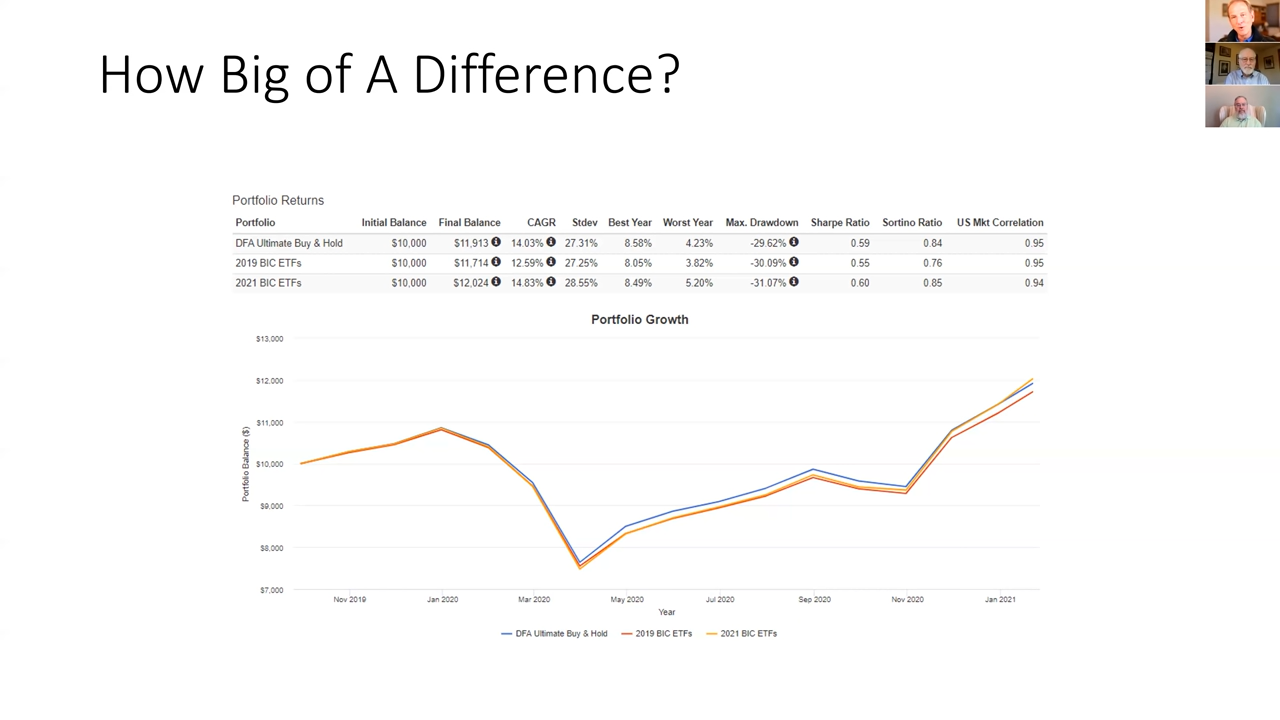 How Big of A Difference?
Portfolio Returns
Portfolio Initial Balance Final Balance CAGR Stdev Best Year Worst Year Max. Drawdown Sharpe Ratio Sortino Ratio US Mkt Correlation
DFA Ultimate Buy & Hold $10,000 $11,913 14.03% 27.31% 8.58% 4.23% -29.62% 0.59 0.84 0.95
2019 BIC ETFs $10,000 $11,714 12.59% 27.25% 8.05% 3.82% -30.09% 0.55 0.76 0.95
2021 BIC ETFs $10,000 $12,024 14.83% 28.55% 8.49% 5.20% -31.07% 0.60 0.85 0.94
Portfolio Growth
$13,000
$12,000
$11,000
$10,000
$9,000
$8,000
$7,000
Portfolio Balance ($)
Nov 2019 Jan 2020 Mar 2020 May 2020 Jul 2020 Sep 2020 Nov 2020 Jan 2021
Year
DFA Ultimate Buy & Hold 2019 BIC ETFs 2021 BIC ETFs